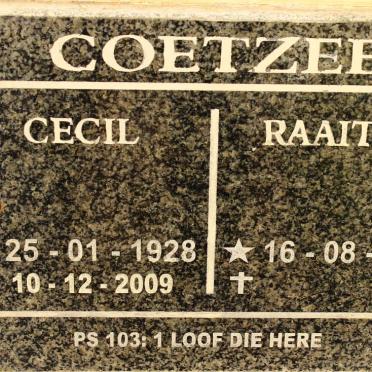 COETZEE
CECIL RAAIT
25 - 01 - 1928 ★ 16 - 08 -
10 - 12 - 2009 ✝
PS 103: 1 LOOF DIE HERE